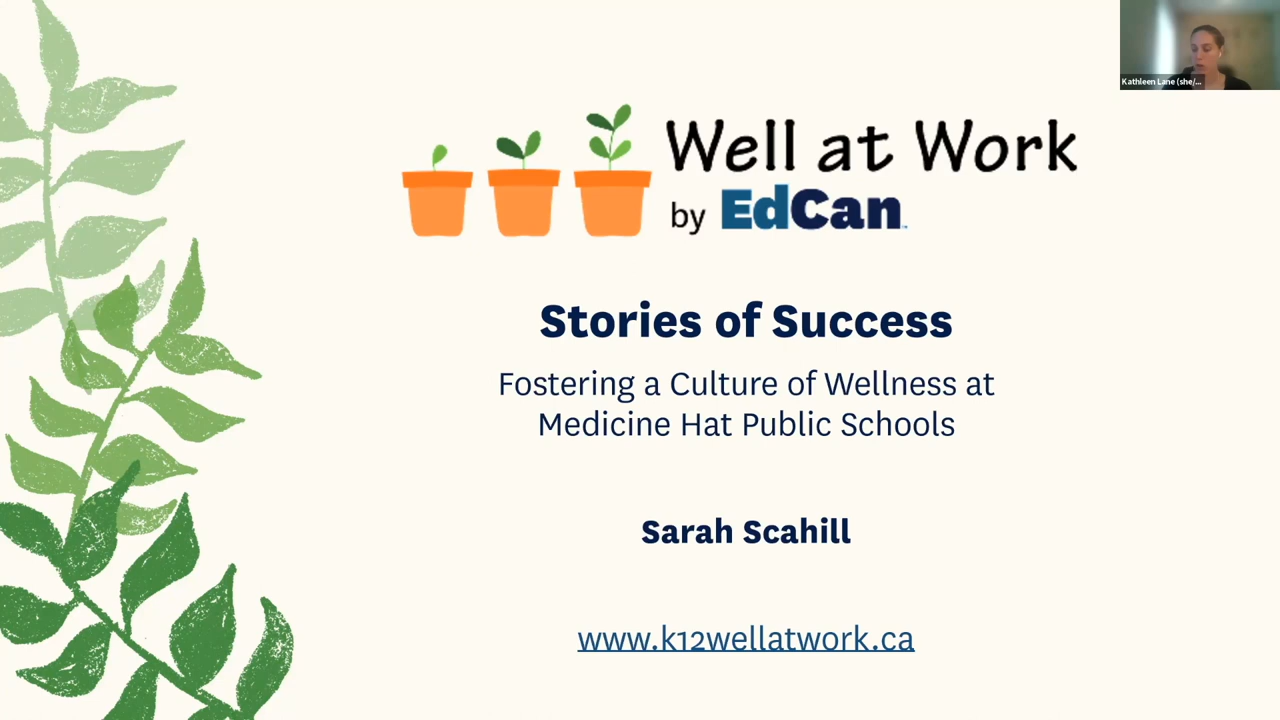 Kathleen Lane (she/...
Well at Work
by EdCan
Stories of Success
Fostering a Culture of Wellness at
Medicine Hat Public Schools
Sarah Scahill
www.k12wellatwork.ca